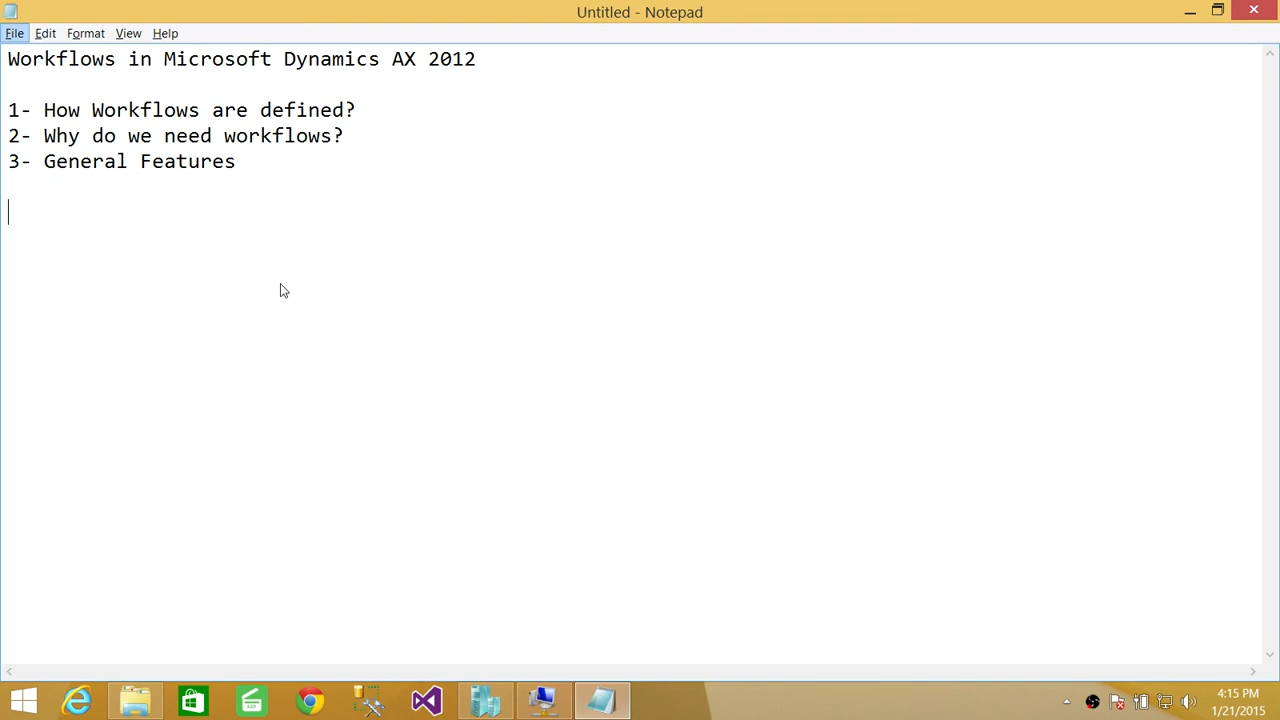 Untitled - Notepad
File Edit Format View Help
Workflows in Microsoft Dynamics AX 2012
1- How Workflows are defined?
2- Why do we need workflows?
3- General Features
4:15 PM
1/21/2015